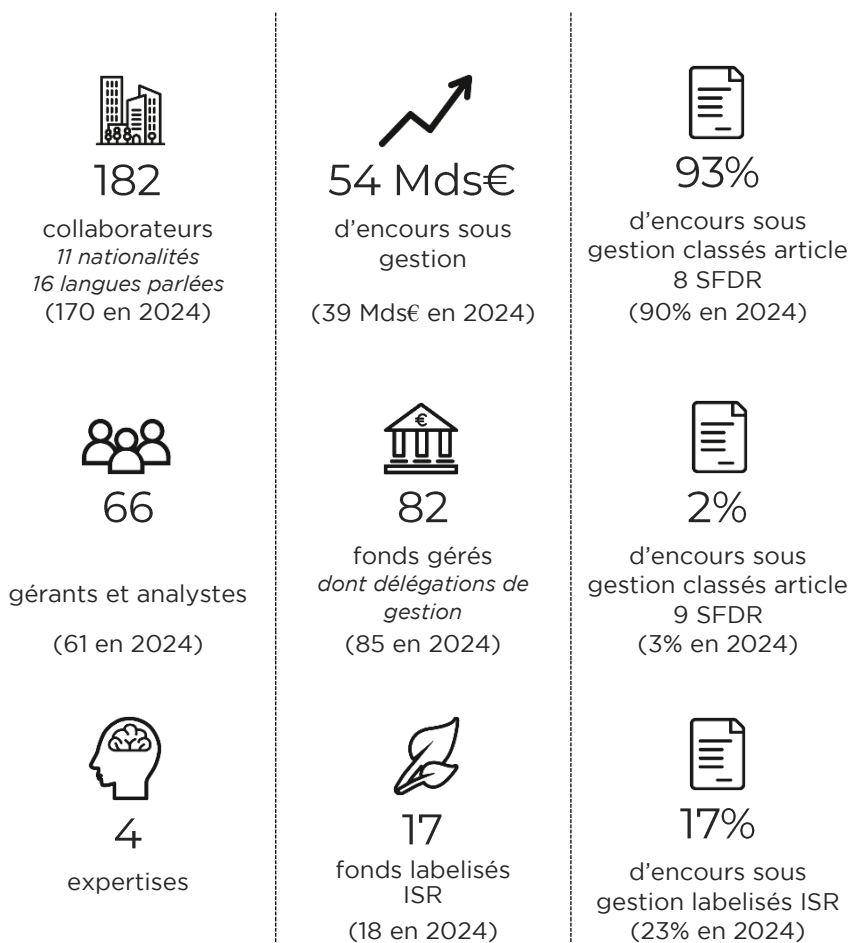 182
collaborateurs
11 nationalités
16 langues parlées
(170 en 2024)
54 Mds€
d'encours sous
gestion
(39 Mds€ en 2024)
93%
d'encours sous
gestion classés article
8 SFDR
(90% en 2024)
66
gérants et analystes
(61 en 2024)
€
82
fonds gérés
dont délégations de
gestion
(85 en 2024)
2%
d'encours sous
gestion classés article
9 SFDR
(3% en 2024)
4
expertises
17
fonds labelisés
ISR
(18 en 2024)
17%
d'encours sous
gestion labelisés ISR
(23% en 2024)